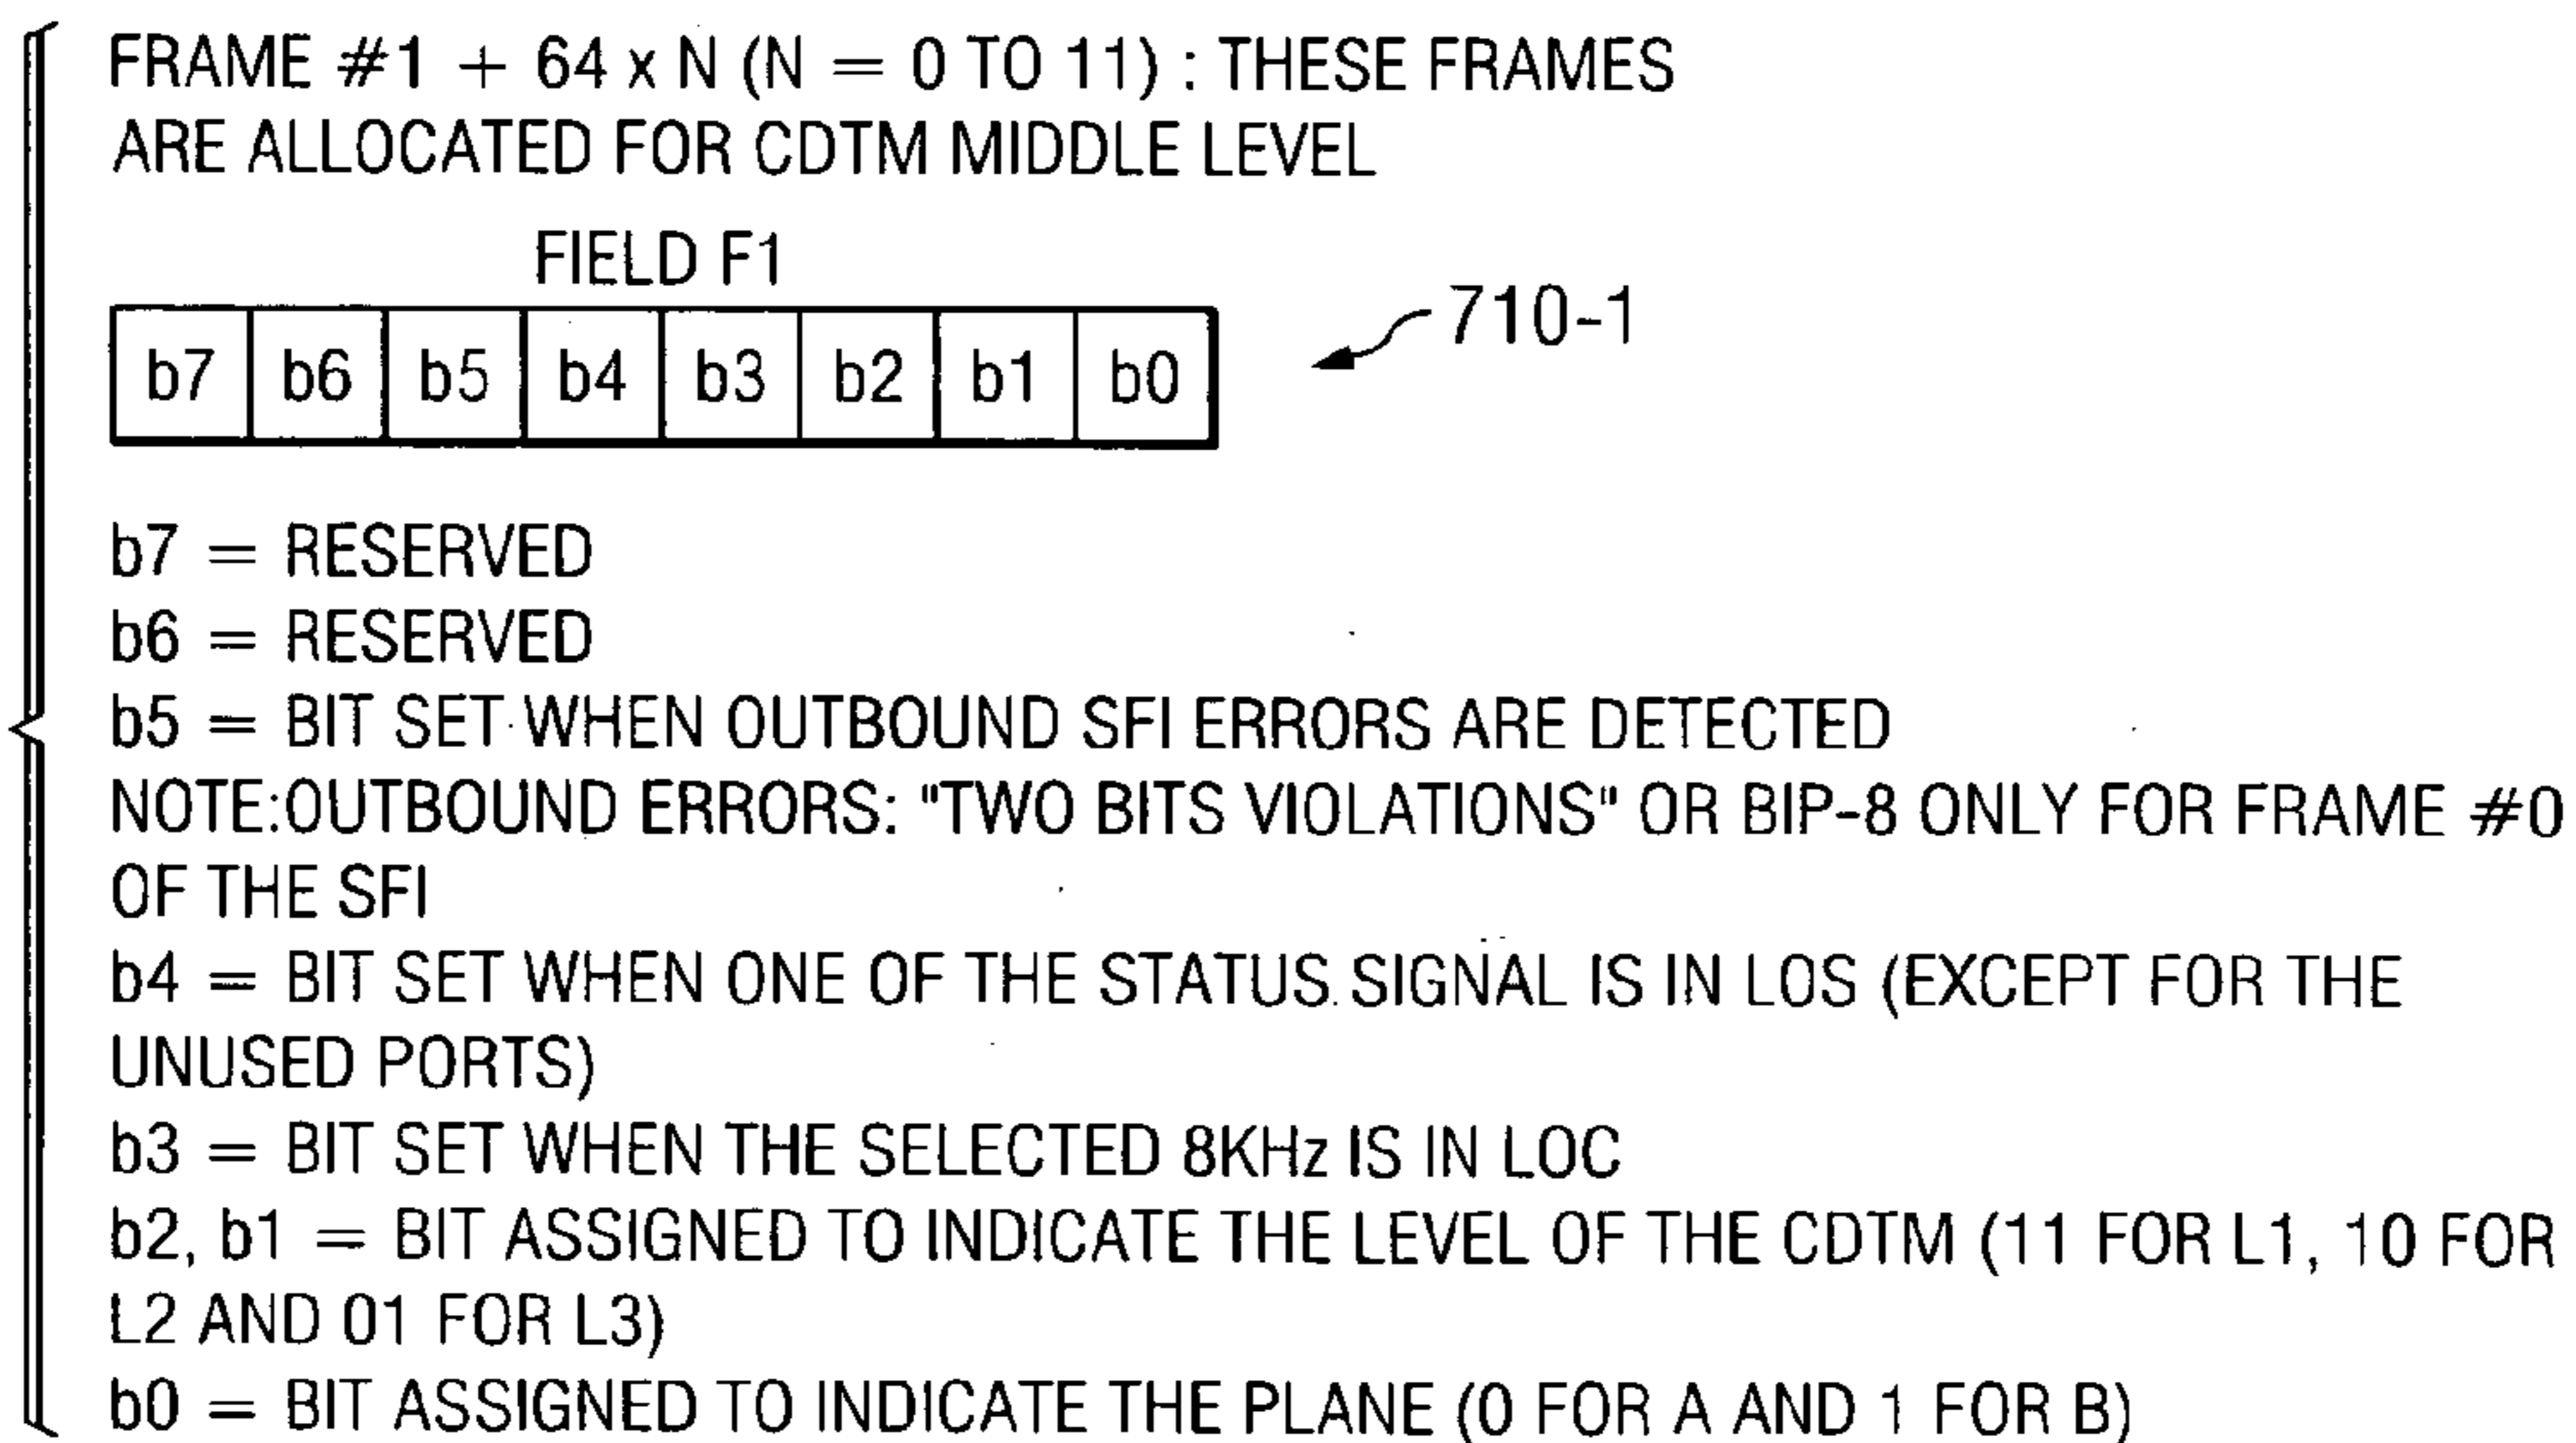 FRAME #1 + 64 x N (N = 0 TO 11) : THESE FRAMES
ARE ALLOCATED FOR CDTM MIDDLE LEVEL
FIELD F1
b7 b6 b5 b4 b3 b2 b1 b0
710-1
b7 = RESERVED
b6 = RESERVED
b5 = BIT SET WHEN OUTBOUND SFI ERRORS ARE DETECTED
NOTE:OUTBOUND ERRORS: "TWO BITS VIOLATIONS" OR BIP-8 ONLY FOR FRAME #0
OF THE SFI
b4 = BIT SET WHEN ONE OF THE STATUS SIGNAL IS IN LOS (EXCEPT FOR THE
UNUSED PORTS)
b3 = BIT SET WHEN THE SELECTED 8KHz IS IN LOC
b2, b1 = BIT ASSIGNED TO INDICATE THE LEVEL OF THE CDTM (11 FOR L1, 10 FOR
L2 AND 01 FOR L3)
b0 = BIT ASSIGNED TO INDICATE THE PLANE (0 FOR A AND 1 FOR B)